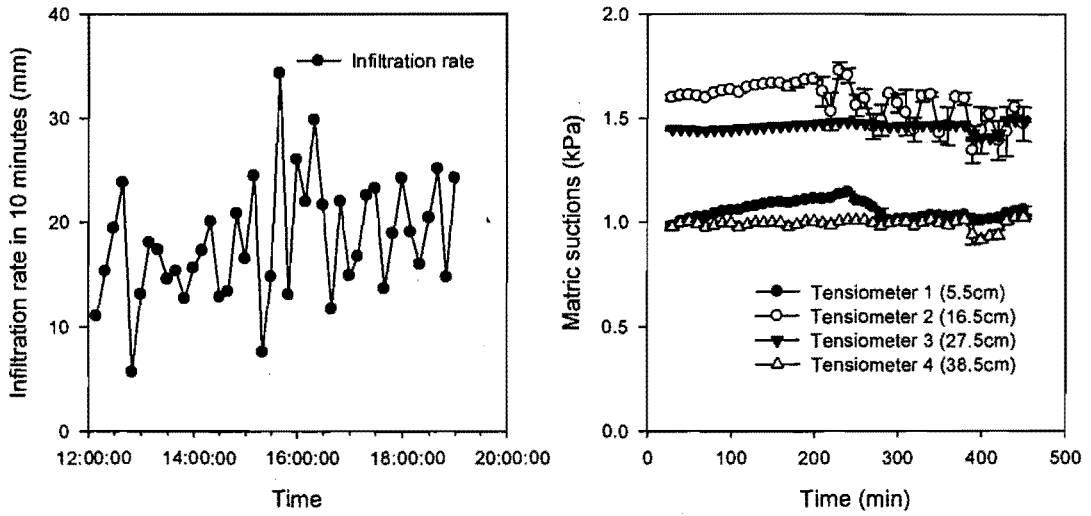 Infiltration rate in 10 minutes (mm)
40
30
20
10
0
Infiltration rate
12:00:00
14:00:00
16:00:00
18:00:00
20:00:00
Time
Matric suctions (kPa)
2.0
1.5
1.0
0.5
0.0
Tensiometer 1 (5.5cm)
Tensiometer 2 (16.5cm)
Tensiometer 3 (27.5cm)
Tensiometer 4 (38.5cm)
0
100
200
300
400
500
Time (min)